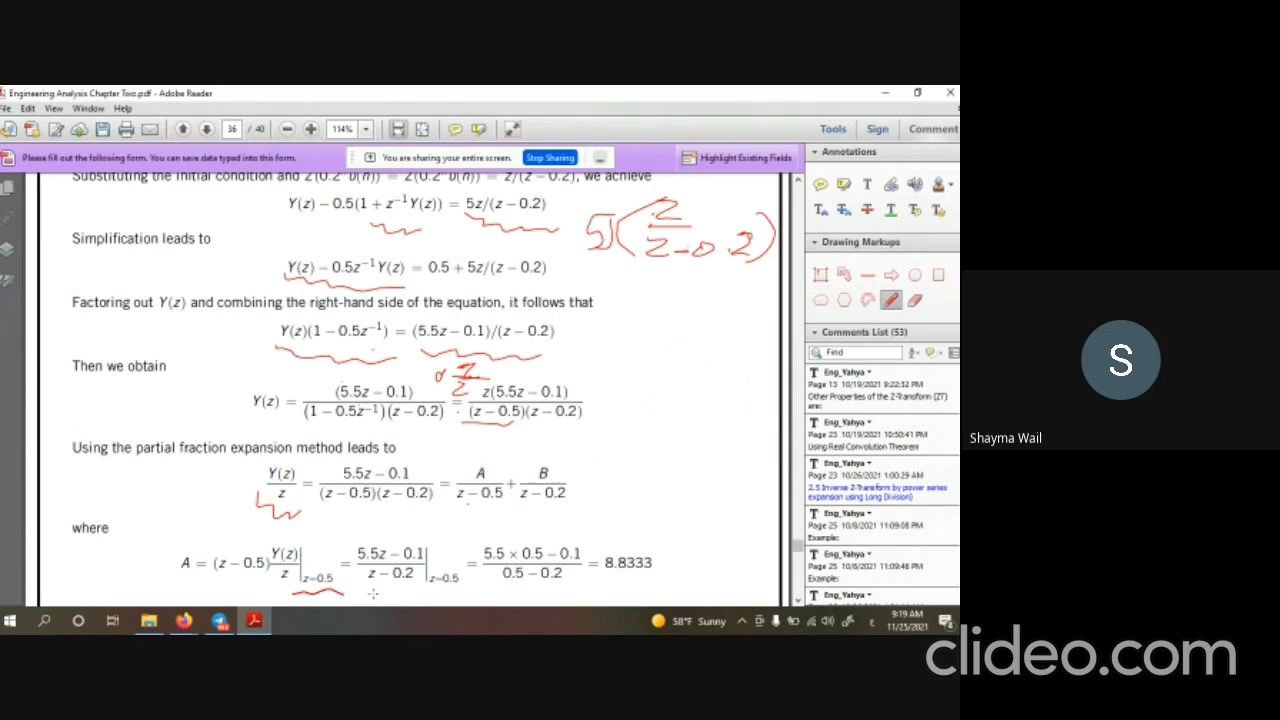 Engineering Analysis Chapter Two.pdf - Adobe Reader
File Edit View Window Help
36 / 40 114% Tools Sign Comment
Please fill out the following form. You can save data typed into this form.
You are sharing your entire screen. Stop Sharing
Highlight Existing Fields
Substituting the initial condition and Z(0.2ⁿu(n)) = z/(z − 0.2), we achieve
Y(z) − 0.5(1 + z⁻¹Y(z)) = 5z/(z − 0.2)
5(z/(z-0.2))
Simplification leads to
Y(z) − 0.5z⁻¹Y(z) = 0.5 + 5z/(z − 0.2)
Factoring out Y(z) and combining the right-hand side of the equation, it follows that
Y(z)(1 − 0.5z⁻¹) = (5.5z − 0.1)/(z − 0.2)
Then we obtain
z/z
Y(z) = (5.5z − 0.1)/((1 − 0.5z⁻¹)(z − 0.2)) = z(5.5z − 0.1)/((z − 0.5)(z − 0.2))
Using the partial fraction expansion method leads to
Y(z)/z = (5.5z − 0.1)/((z − 0.5)(z − 0.2)) = A/(z − 0.5) + B/(z − 0.2)
where
A = (z − 0.5) Y(z)/z |z=0.5 = (5.5z − 0.1)/(z − 0.2) |z=0.5 = (5.5 × 0.5 − 0.1)/(0.5 − 0.2) = 8.8333
Annotations
Drawing Markups
Comments List (53)
Find
Eng_Yahya
Page 13 10/19/2021 9:22:32 PM
Other Properties of the Z-Transform (ZT)
are:
Eng_Yahya
Page 23 10/19/2021 10:50:41 PM
Using Real Convolution Theorem
Eng_Yahya
Page 23 10/26/2021 1:00:29 AM
2.5 Inverse Z-Transform by power series
expansion using Long Division)
Eng_Yahya
Page 25 10/8/2021 11:09:08 PM
Example:
Eng_Yahya
Page 25 10/8/2021 11:09:46 PM
Example:
Eng_Yahya
58°F Sunny
9:19 AM
11/25/2021
S
Shayma Wail
clideo.com